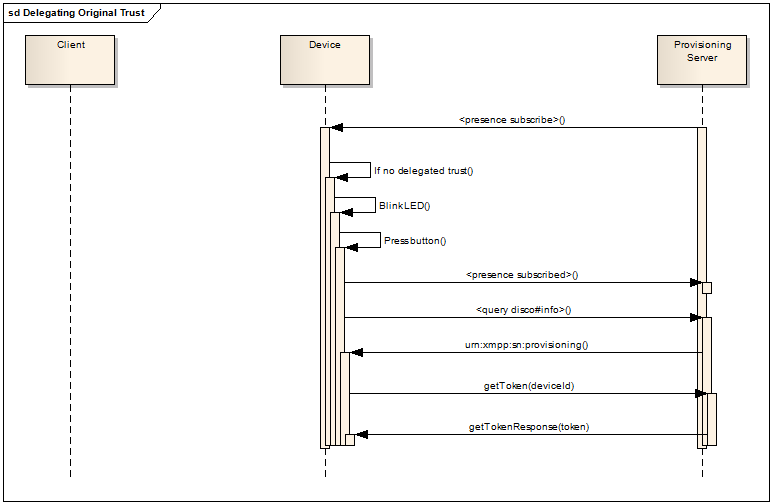 sd Delegating Original Trust
Client
Device
Provisioning
Server
<presence subscribe>()
If no delegated trust()
BlinkLED()
Pressbutton()
<presence subscribed>()
<query disco#info>()
urn:xmpp:sn:provisioning()
getToken(deviceId)
getTokenResponse(token)